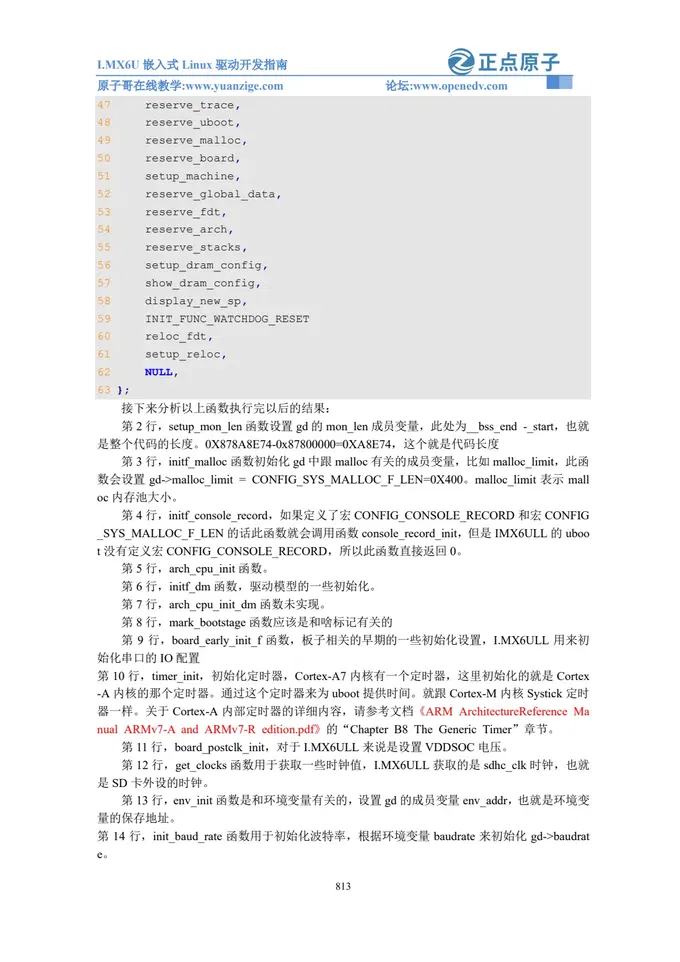 I.MX6U 嵌入式 Linux 驱动开发指南
正点原子
原子哥在线教学:www.yuanzige.com 论坛:www.openedv.com
47 reserve_trace,
48 reserve_uboot,
49 reserve_malloc,
50 reserve_board,
51 setup_machine,
52 reserve_global_data,
53 reserve_fdt,
54 reserve_arch,
55 reserve_stacks,
56 setup_dram_config,
57 show_dram_config,
58 display_new_sp,
59 INIT_FUNC_WATCHDOG_RESET
60 reloc_fdt,
61 setup_reloc,
62 NULL,
63 };
接下来分析以上函数执行完以后的结果：
第 2 行，setup_mon_len 函数设置 gd 的 mon_len 成员变量，此处为__bss_end -_start，也就
是整个代码的长度。0X878A8E74-0x87800000=0XA8E74，这个就是代码长度
第 3 行，initf_malloc 函数初始化 gd 中跟 malloc 有关的成员变量，比如 malloc_limit，此函
数会设置 gd->malloc_limit = CONFIG_SYS_MALLOC_F_LEN=0X400。malloc_limit 表示 mall
oc 内存池大小。
第 4 行，initf_console_record，如果定义了宏 CONFIG_CONSOLE_RECORD 和宏 CONFIG
_SYS_MALLOC_F_LEN 的话此函数就会调用函数 console_record_init，但是 IMX6ULL 的 uboo
t 没有定义宏 CONFIG_CONSOLE_RECORD，所以此函数直接返回 0。
第 5 行，arch_cpu_init 函数。
第 6 行，initf_dm 函数，驱动模型的一些初始化。
第 7 行，arch_cpu_init_dm 函数未实现。
第 8 行，mark_bootstage 函数应该是和啥标记有关的
第 9 行，board_early_init_f 函数，板子相关的早期的一些初始化设置，I.MX6ULL 用来初
始化串口的 IO 配置
第 10 行，timer_init，初始化定时器，Cortex-A7 内核有一个定时器，这里初始化的就是 Cortex
-A 内核的那个定时器。通过这个定时器来为 uboot 提供时间。就跟 Cortex-M 内核 Systick 定时
器一样。关于 Cortex-A 内部定时器的详细内容，请参考文档《ARM ArchitectureReference Ma
nual ARMv7-A and ARMv7-R edition.pdf》的“Chapter B8 The Generic Timer”章节。
第 11 行，board_postclk_init，对于 I.MX6ULL 来说是设置 VDDSOC 电压。
第 12 行，get_clocks 函数用于获取一些时钟值，I.MX6ULL 获取的是 sdhc_clk 时钟，也就
是 SD 卡外设的时钟。
第 13 行，env_init 函数是和环境变量有关的，设置 gd 的成员变量 env_addr，也就是环境变
量的保存地址。
第 14 行，init_baud_rate 函数用于初始化波特率，根据环境变量 baudrate 来初始化 gd->baudrat
e。
813